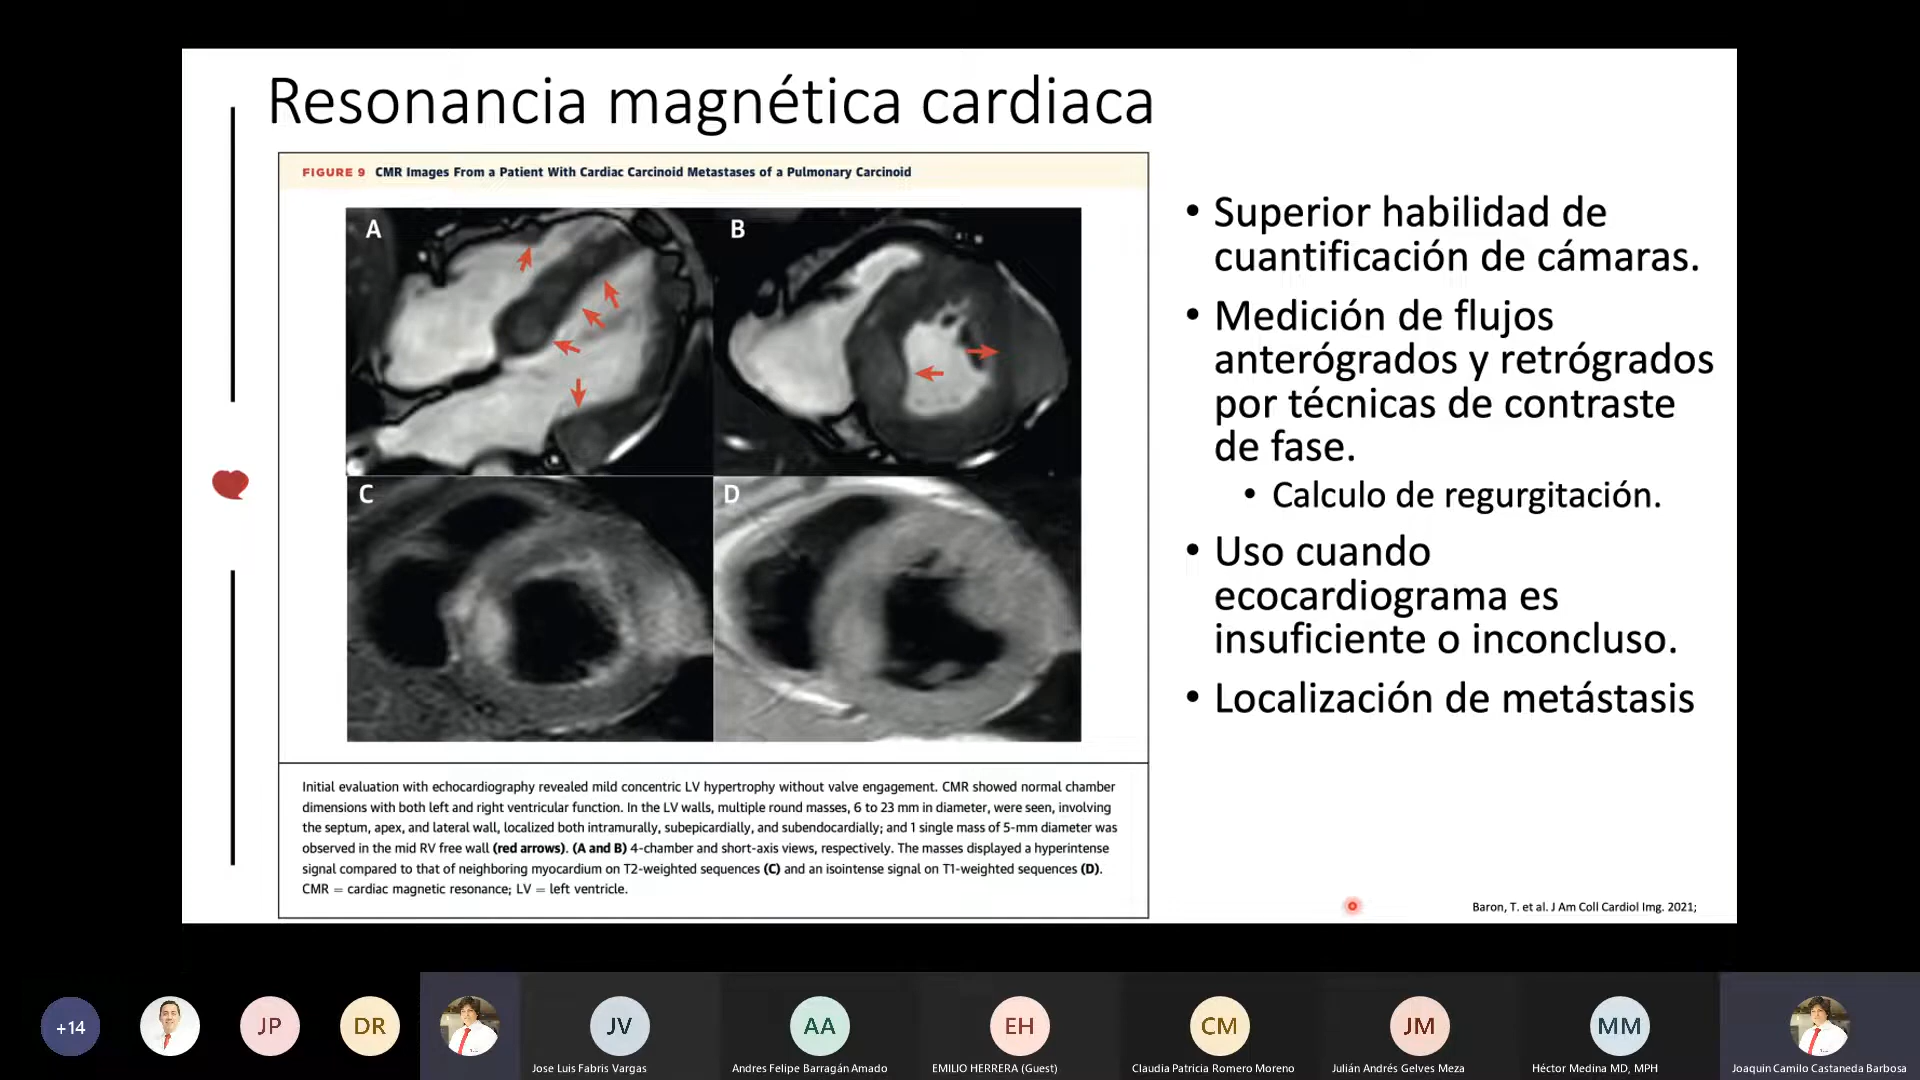 Resonancia magnética cardiaca
FIGURE 9 CMR Images From a Patient With Cardiac Carcinoid Metastases of a Pulmonary Carcinoid
A
B
C
D
Initial evaluation with echocardiography revealed mild concentric LV hypertrophy without valve engagement. CMR showed normal chamber
dimensions with both left and right ventricular function. In the LV walls, multiple round masses, 6 to 23 mm in diameter, were seen, involving
the septum, apex, and lateral wall, localized both intramurally, subepicardially, and subendocardially; and 1 single mass of 5-mm diameter was
observed in the mid RV free wall (red arrows). (A and B) 4-chamber and short-axis views, respectively. The masses displayed a hyperintense
signal compared to that of neighboring myocardium on T2-weighted sequences (C) and an isointense signal on T1-weighted sequences (D).
CMR = cardiac magnetic resonance; LV = left ventricle.
• Superior habilidad de
cuantificación de cámaras.
• Medición de flujos
anterógrados y retrógrados
por técnicas de contraste
de fase.
• Calculo de regurgitación.
• Uso cuando
ecocardiograma es
insuficiente o inconcluso.
• Localización de metástasis
Baron, T. et al. J Am Coll Cardiol Img. 2021;
+14
JP
DR
JV
AA
EH
CM
JM
MM
Jose Luis Fabris Vargas
Andres Felipe Barragán Amado
EMILIO HERRERA (Guest)
Claudia Patricia Romero Moreno
Julián Andrés Gelves Meza
Héctor Medina MD, MPH
Joaquin Camilo Castaneda Barbosa